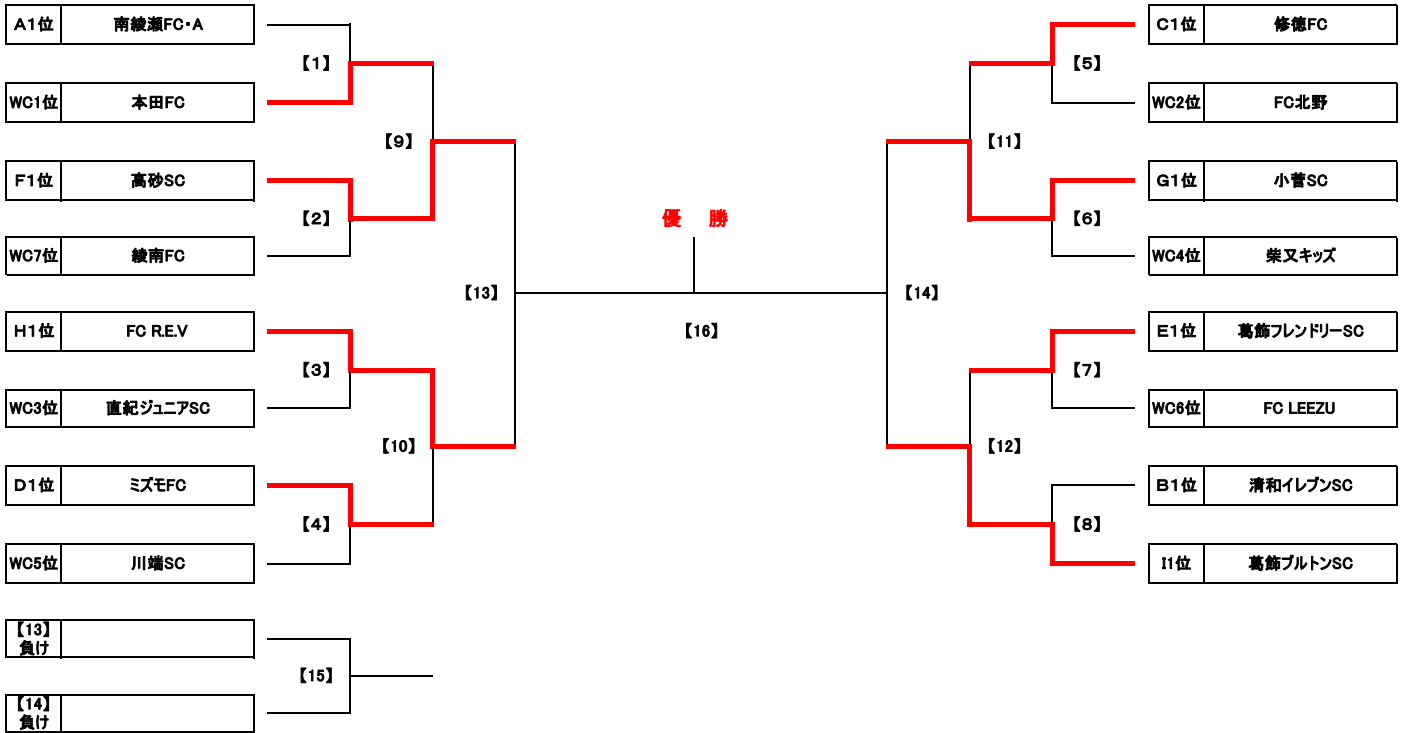 A1位 南綾瀬FC・A
【1】
WC1位 本田FC
【9】
F1位 高砂SC
【2】
WC7位 綾南FC
【13】
H1位 FC R.E.V
【3】
WC3位 直紀ジュニアSC
【10】
D1位 ミズモFC
【4】
WC5位 川端SC
【13】
負け
【15】
【14】
負け
優 勝
【16】
C1位 修徳FC
【5】
WC2位 FC北野
【11】
G1位 小菅SC
【6】
WC4位 柴又キッズ
【14】
E1位 葛飾フレンドリーSC
【7】
WC6位 FC LEEZU
【12】
B1位 清和イレブンSC
【8】
I1位 葛飾ブルトンSC